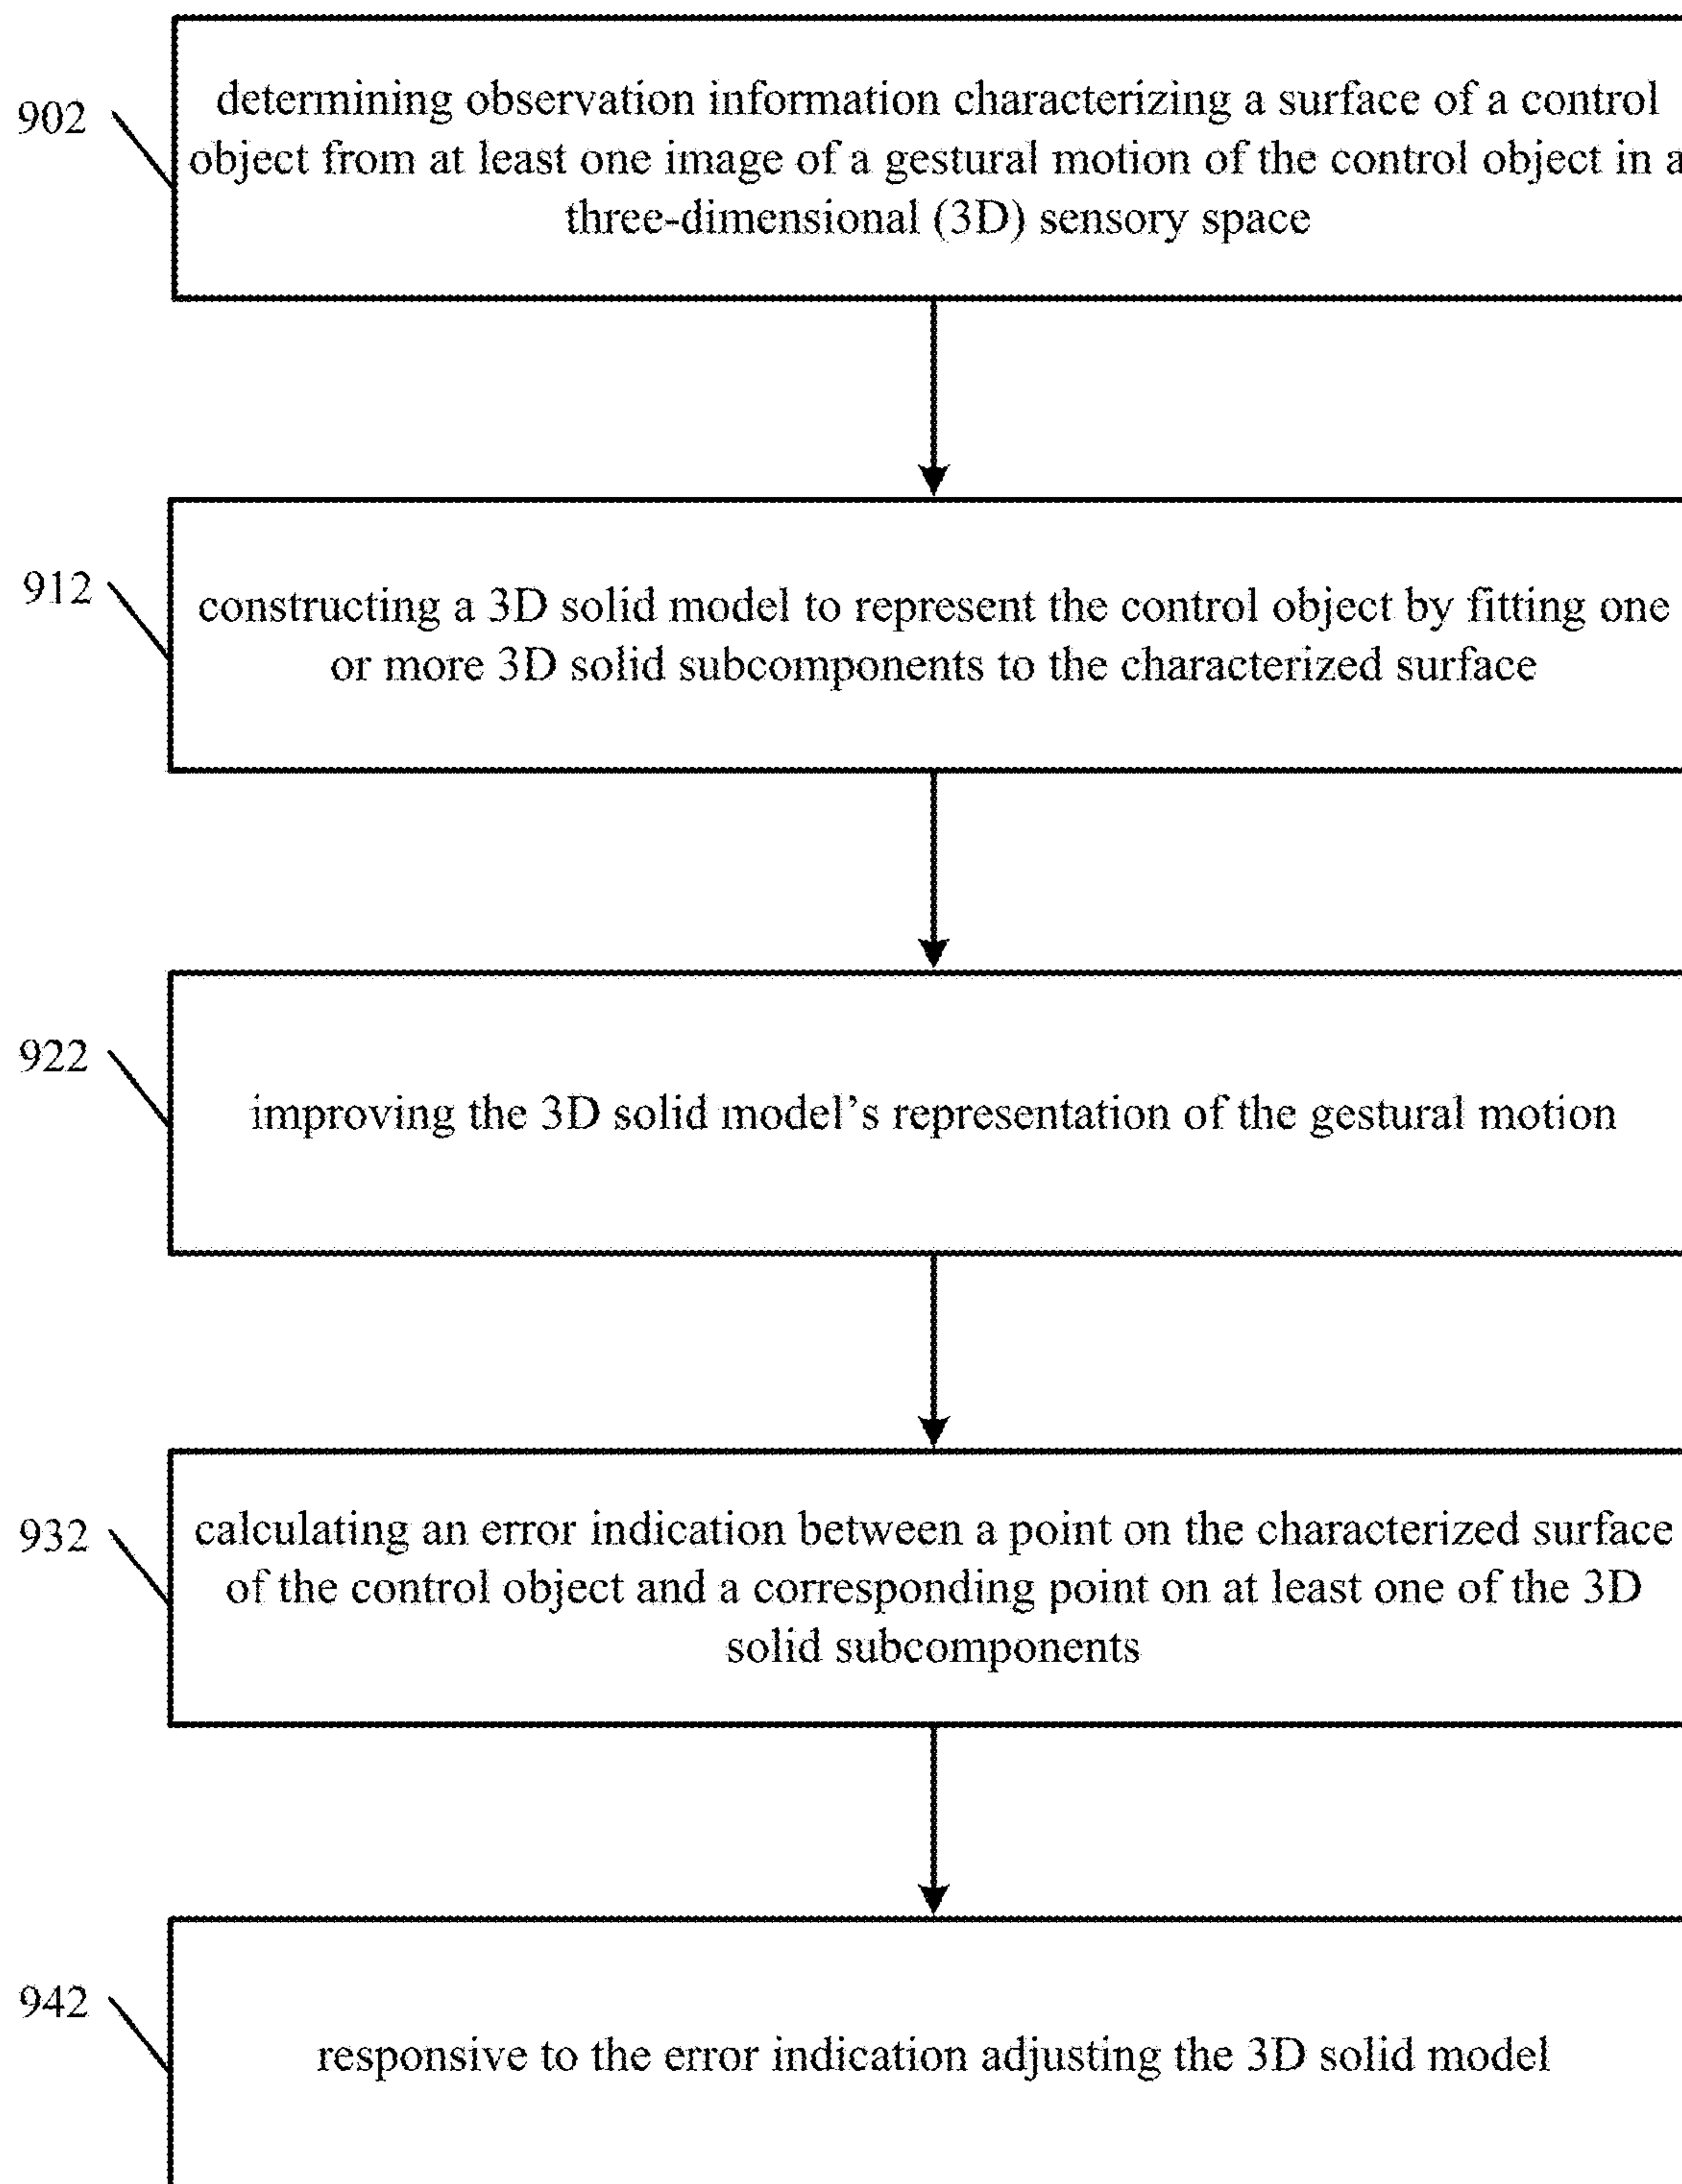 902
determining observation information characterizing a surface of a control
object from at least one image of a gestural motion of the control object in a
three-dimensional (3D) sensory space
912
constructing a 3D solid model to represent the control object by fitting one
or more 3D solid subcomponents to the characterized surface
922
improving the 3D solid model’s representation of the gestural motion
932
calculating an error indication between a point on the characterized surface
of the control object and a corresponding point on at least one of the 3D
solid subcomponents
942
responsive to the error indication adjusting the 3D solid model